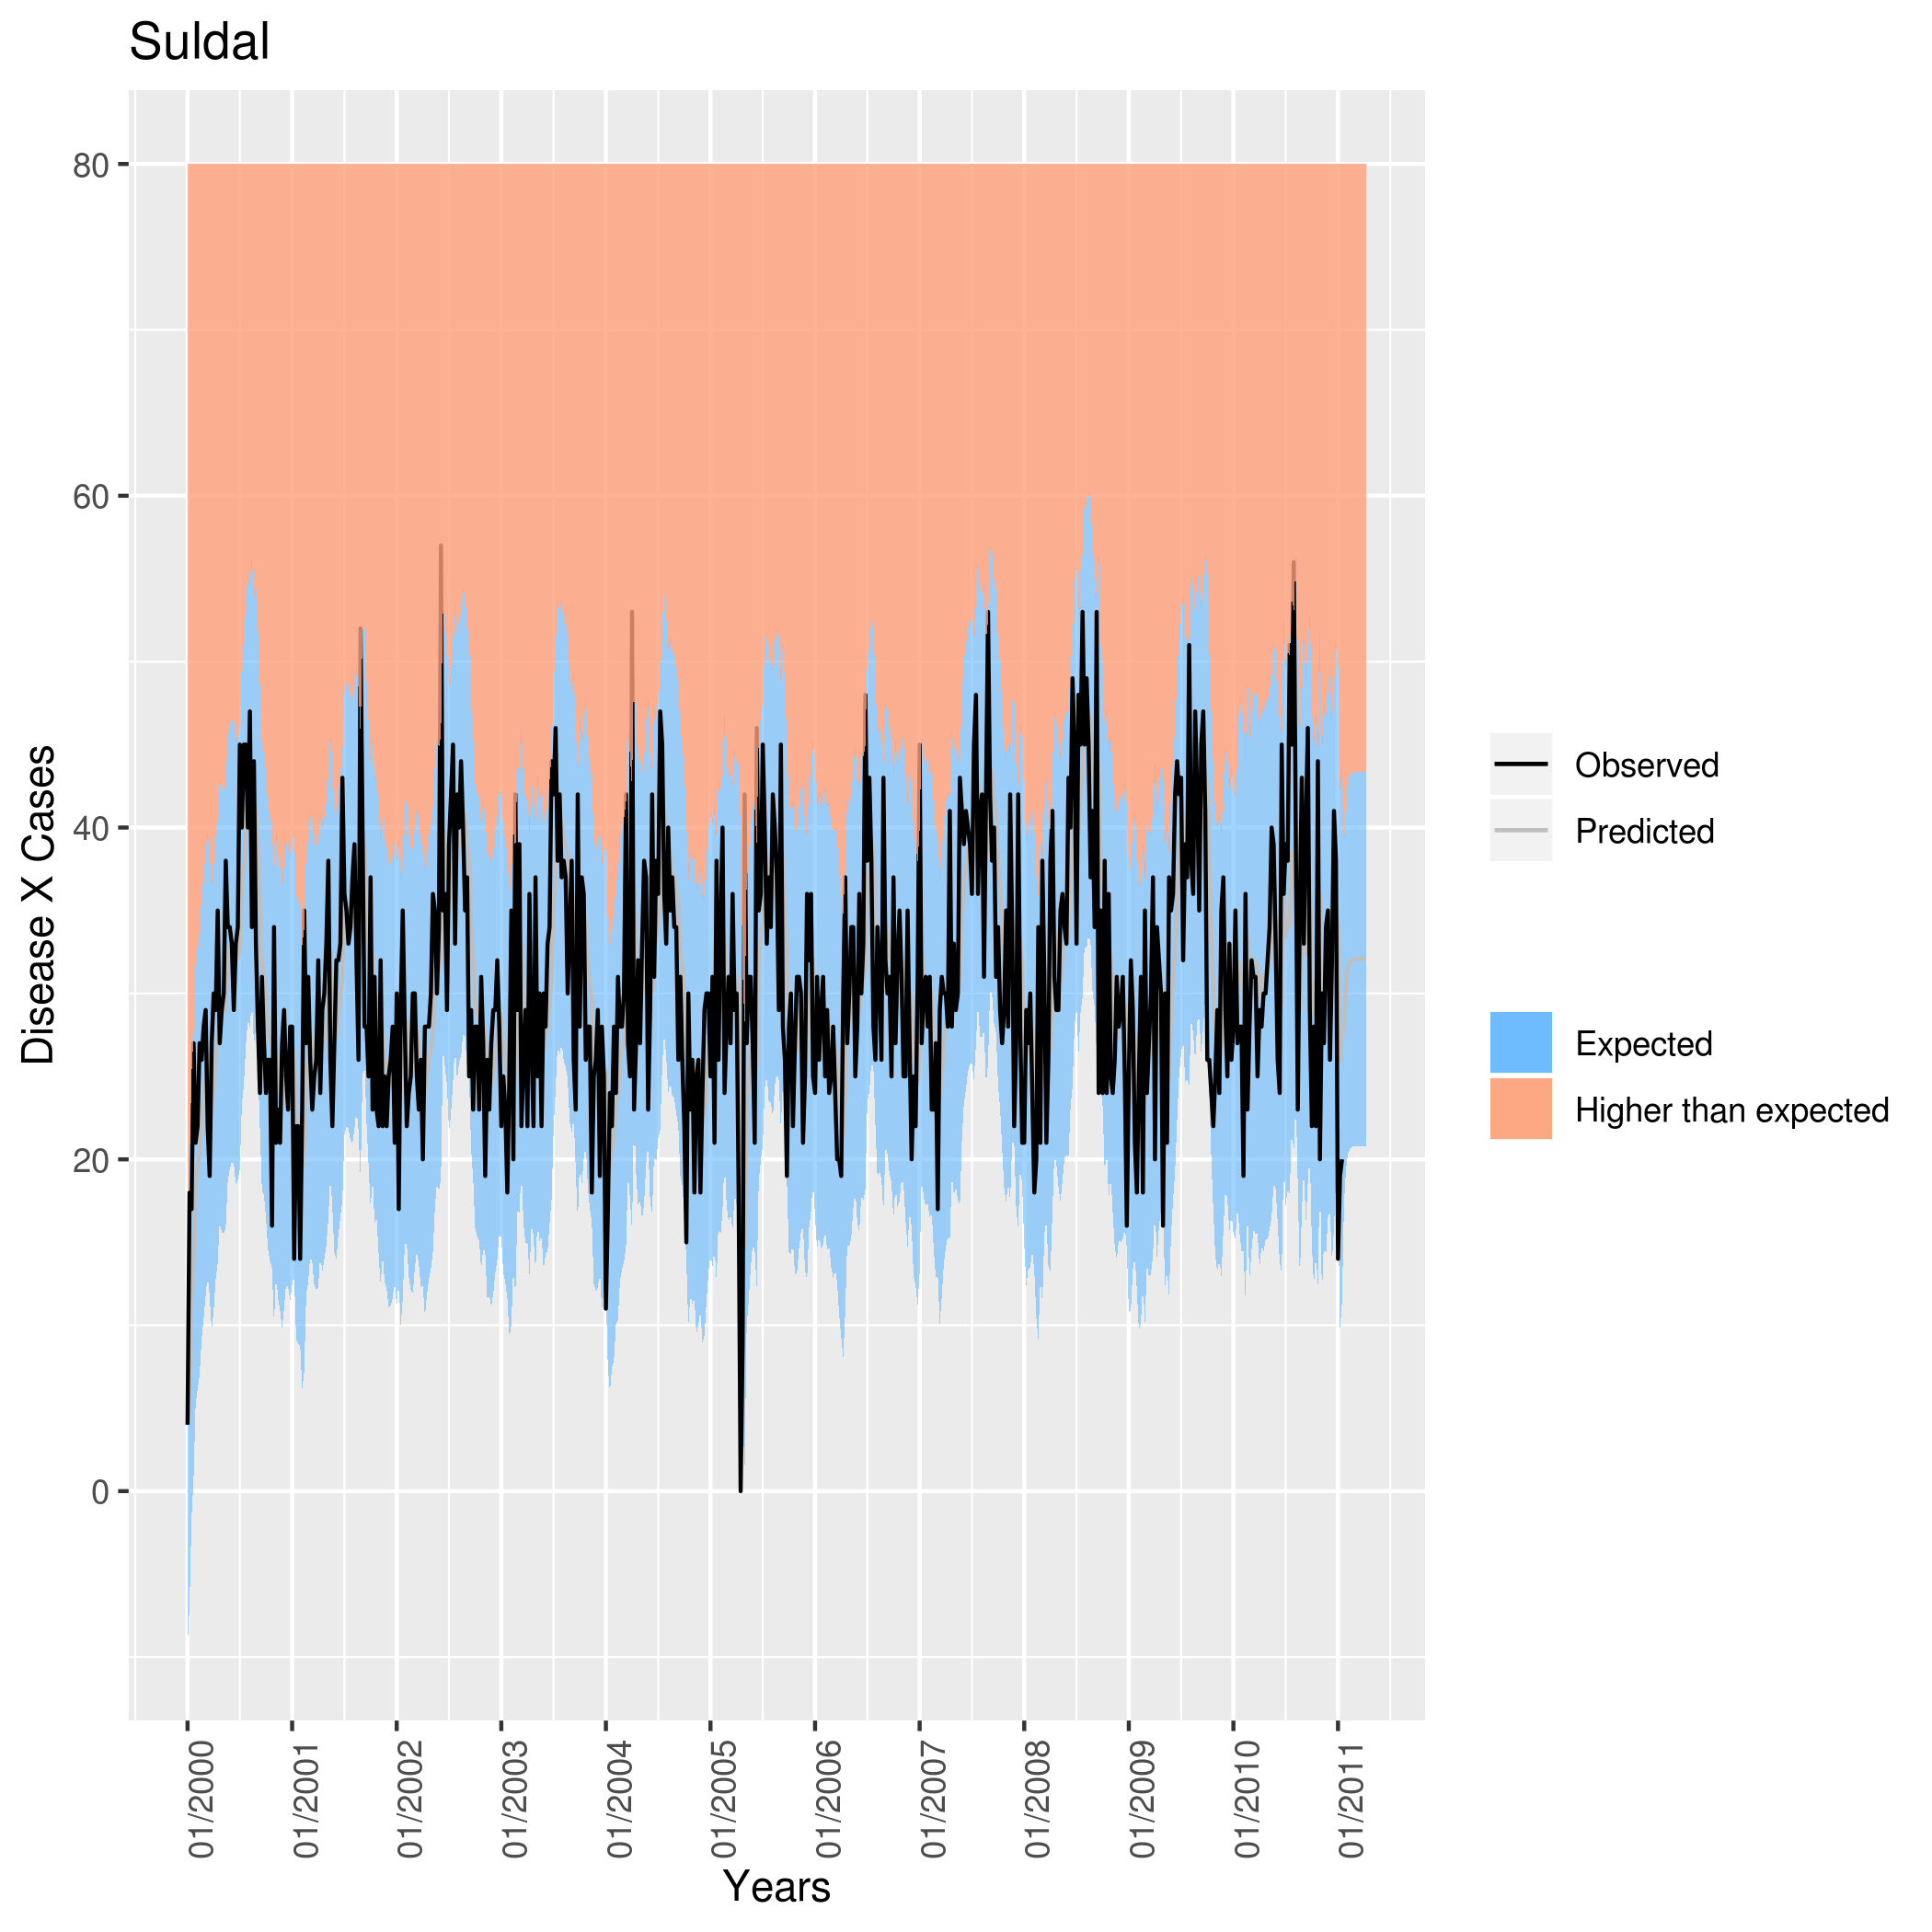 Suldal
80
60
40
20
0
Disease X Cases
01/2000
01/2001
01/2002
01/2003
01/2004
01/2005
01/2006
01/2007
01/2008
01/2009
01/2010
01/2011
Years
Observed
Predicted
Expected
Higher than expected